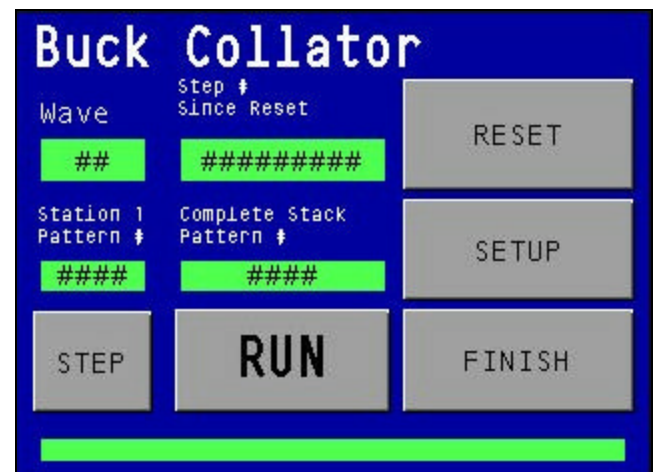 Buck Collator
Step #
Since Reset
Wave
RESET
##
#########
Station 1
Pattern #
Complete Stack
Pattern #
SETUP
####
####
STEP
RUN
FINISH